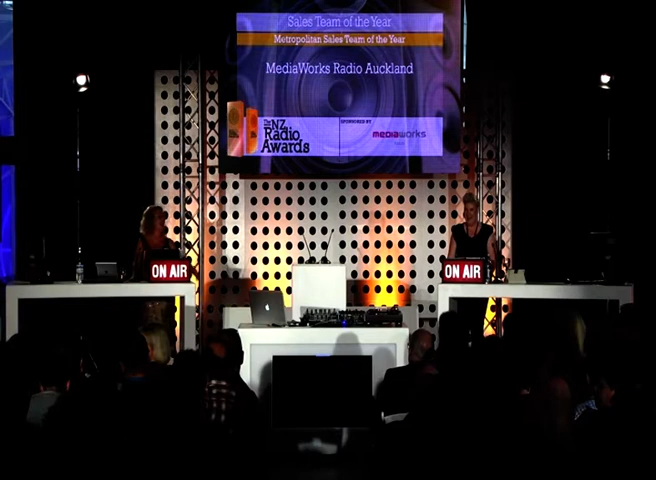 Sales Team of the Year
Metropolitan Sales Team of the Year
MediaWorks Radio Auckland
The NZ
Radio
Awards
SPONSORED BY
mediaworks
ON AIR
ON AIR